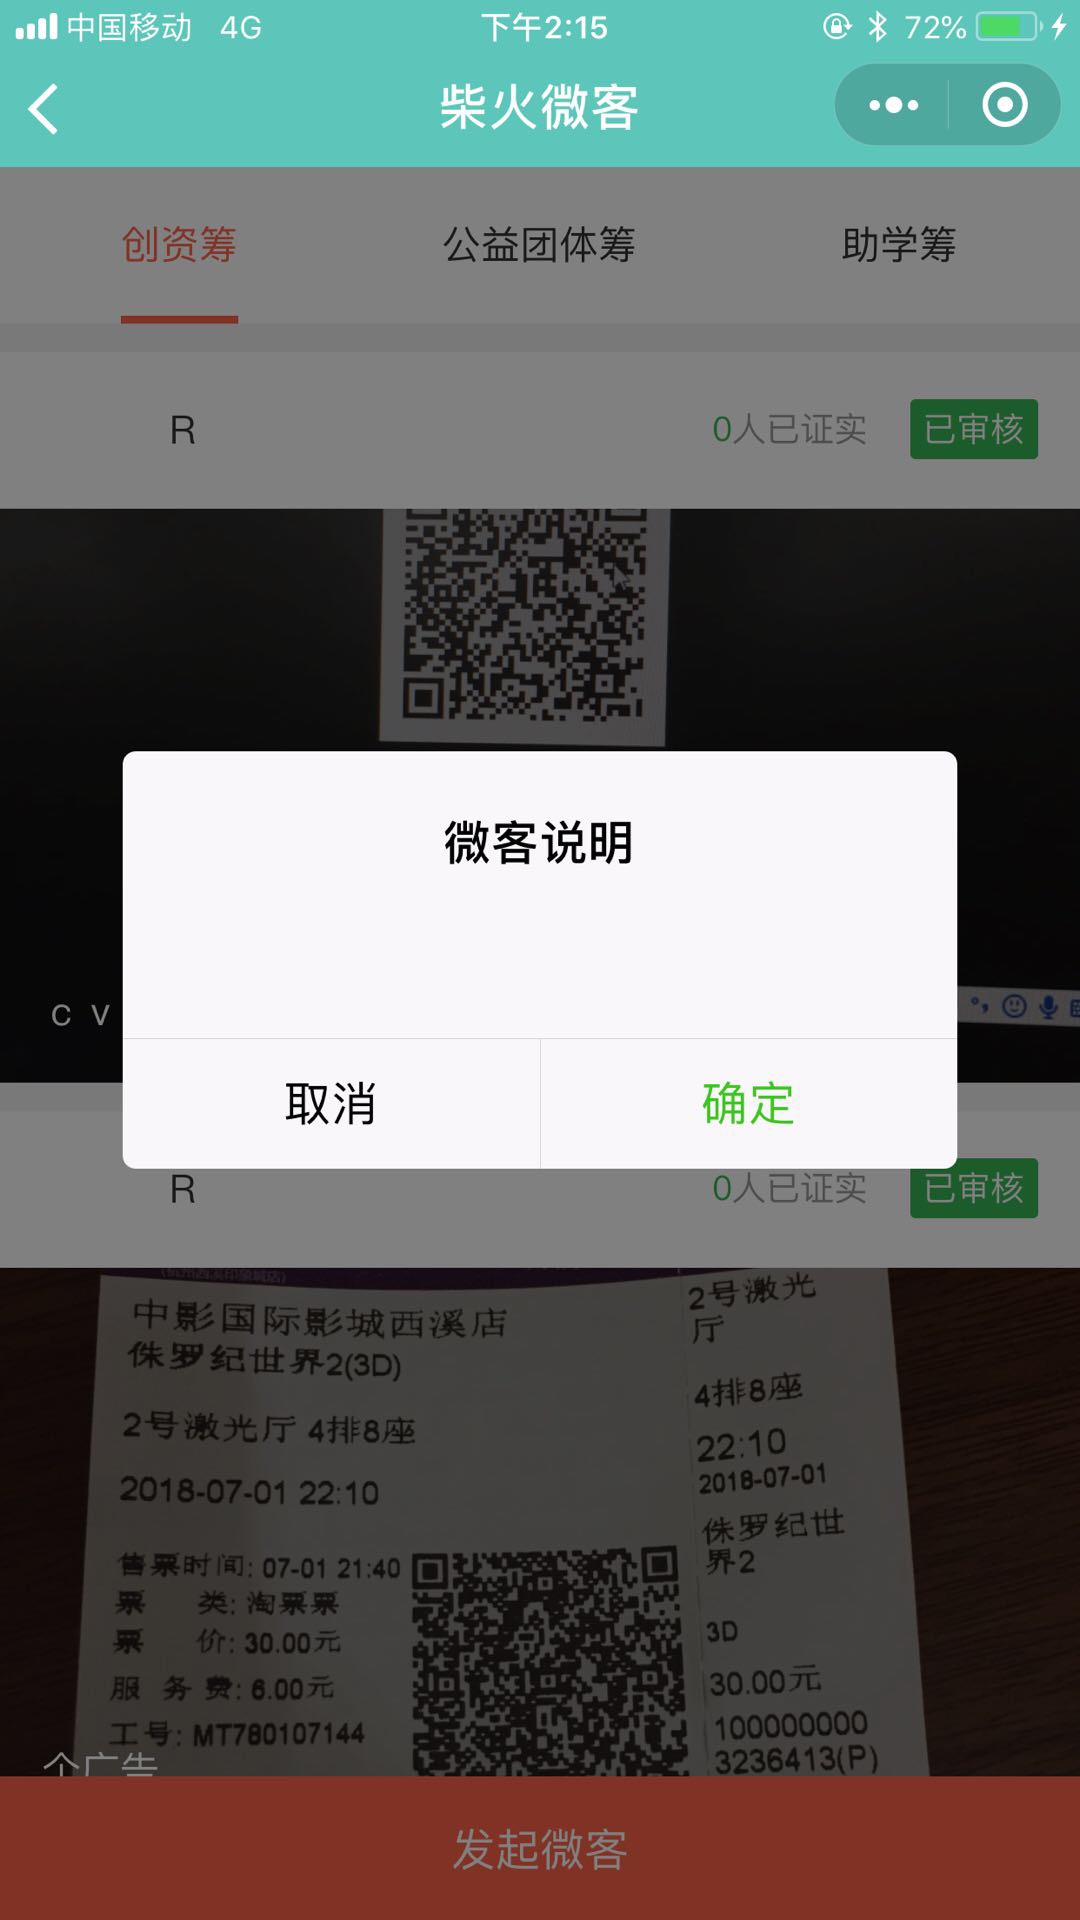 中国移动 4G 下午2:15 72%
柴火微客
创资筹 公益团体筹 助学筹
R 0人已证实 已审核
微客说明
C V
取消 确定
R 0人已证实 已审核
中影国际影城西溪店
侏罗纪世界2(3D)
2号激光厅 4排8座
2018-07-01 22:10
售票时间: 07-01 21:40
票 类: 淘票票
票 价: 30.00元
服 务 费: 6.00元
工号: MT780107144
2号激光
厅
4排8座
22:10
2018-07-01
侏罗纪世
界2
3D
30.00元
100000000
3236413(P)
个广告
发起微客